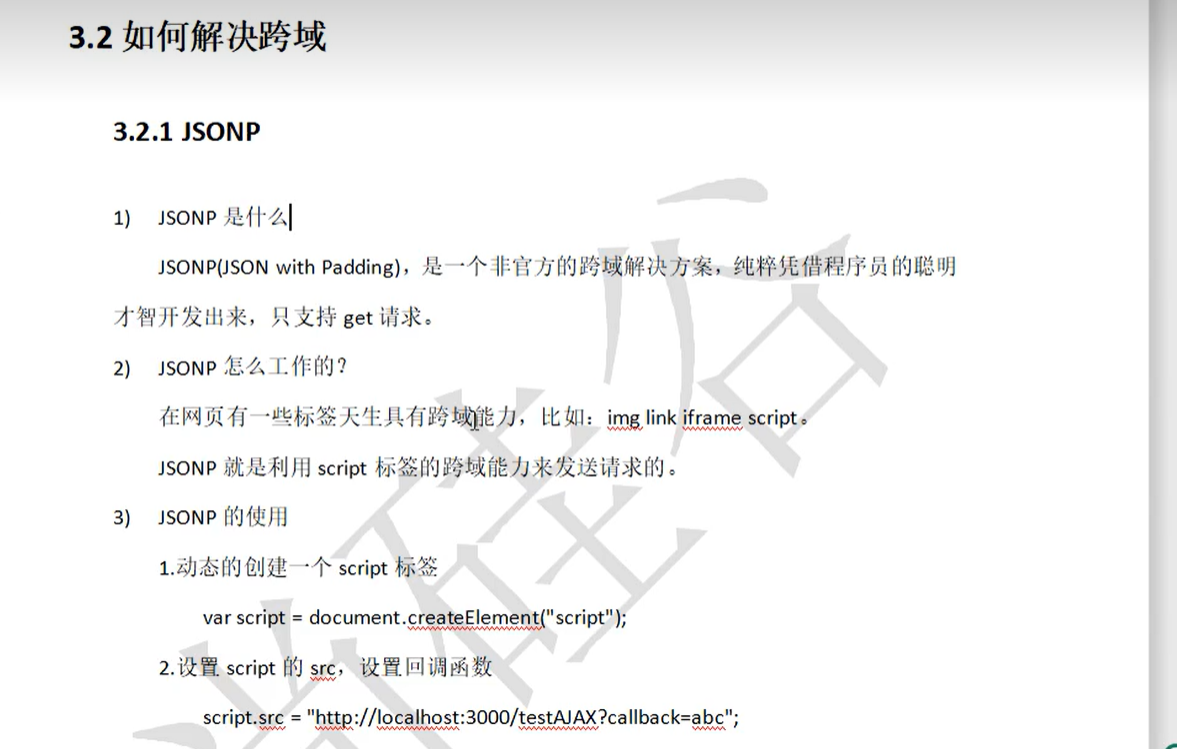 3.2 如何解决跨域
3.2.1 JSONP
1) JSONP 是什么
JSONP(JSON with Padding)，是一个非官方的跨域解决方案，纯粹凭借程序员的聪明
才智开发出来，只支持 get 请求。
2) JSONP 怎么工作的？
在网页有一些标签天生具有跨域能力，比如：img link iframe script。
JSONP 就是利用 script 标签的跨域能力来发送请求的。
3) JSONP 的使用
1.动态的创建一个 script 标签
var script = document.createElement("script");
2.设置 script 的 src，设置回调函数
script.src = "http://localhost:3000/testAJAX?callback=abc";
尚硅谷